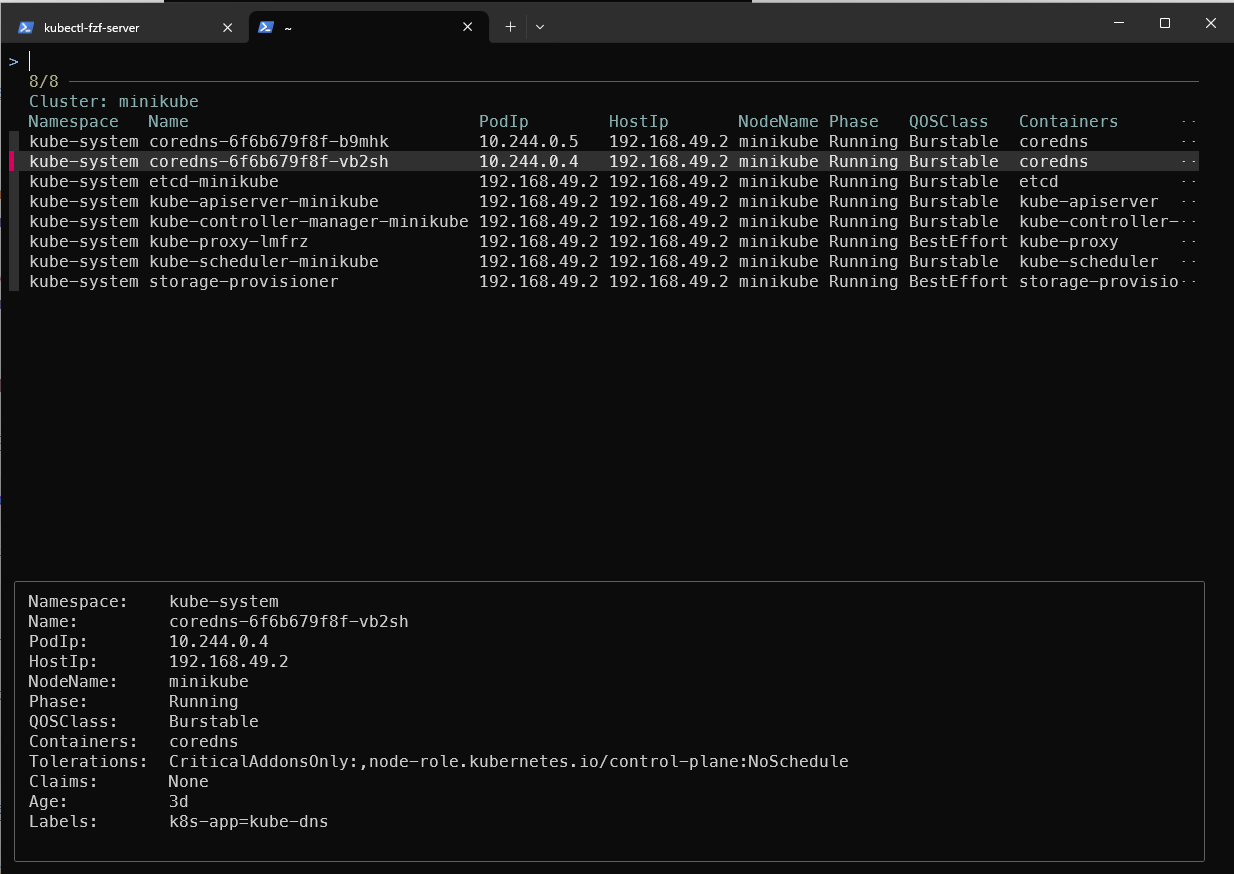 kubectl-fzf-server
~
>
8/8
Cluster: minikube
Namespace Name PodIp HostIp NodeName Phase QOSClass Containers ··
kube-system coredns-6f6b679f8f-b9mhk 10.244.0.5 192.168.49.2 minikube Running Burstable coredns ··
kube-system coredns-6f6b679f8f-vb2sh 10.244.0.4 192.168.49.2 minikube Running Burstable coredns ··
kube-system etcd-minikube 192.168.49.2 192.168.49.2 minikube Running Burstable etcd ··
kube-system kube-apiserver-minikube 192.168.49.2 192.168.49.2 minikube Running Burstable kube-apiserver ··
kube-system kube-controller-manager-minikube 192.168.49.2 192.168.49.2 minikube Running Burstable kube-controller-··
kube-system kube-proxy-lmfrz 192.168.49.2 192.168.49.2 minikube Running BestEffort kube-proxy ··
kube-system kube-scheduler-minikube 192.168.49.2 192.168.49.2 minikube Running Burstable kube-scheduler ··
kube-system storage-provisioner 192.168.49.2 192.168.49.2 minikube Running BestEffort storage-provisio··
Namespace: kube-system
Name: coredns-6f6b679f8f-vb2sh
PodIp: 10.244.0.4
HostIp: 192.168.49.2
NodeName: minikube
Phase: Running
QOSClass: Burstable
Containers: coredns
Tolerations: CriticalAddonsOnly:,node-role.kubernetes.io/control-plane:NoSchedule
Claims: None
Age: 3d
Labels: k8s-app=kube-dns